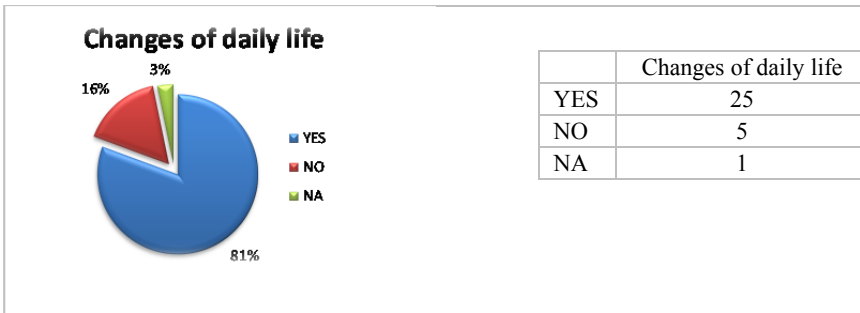 Changes of daily life
3%
16%
YES
NO
NA
81%
Changes of daily life
YES 25
NO 5
NA 1